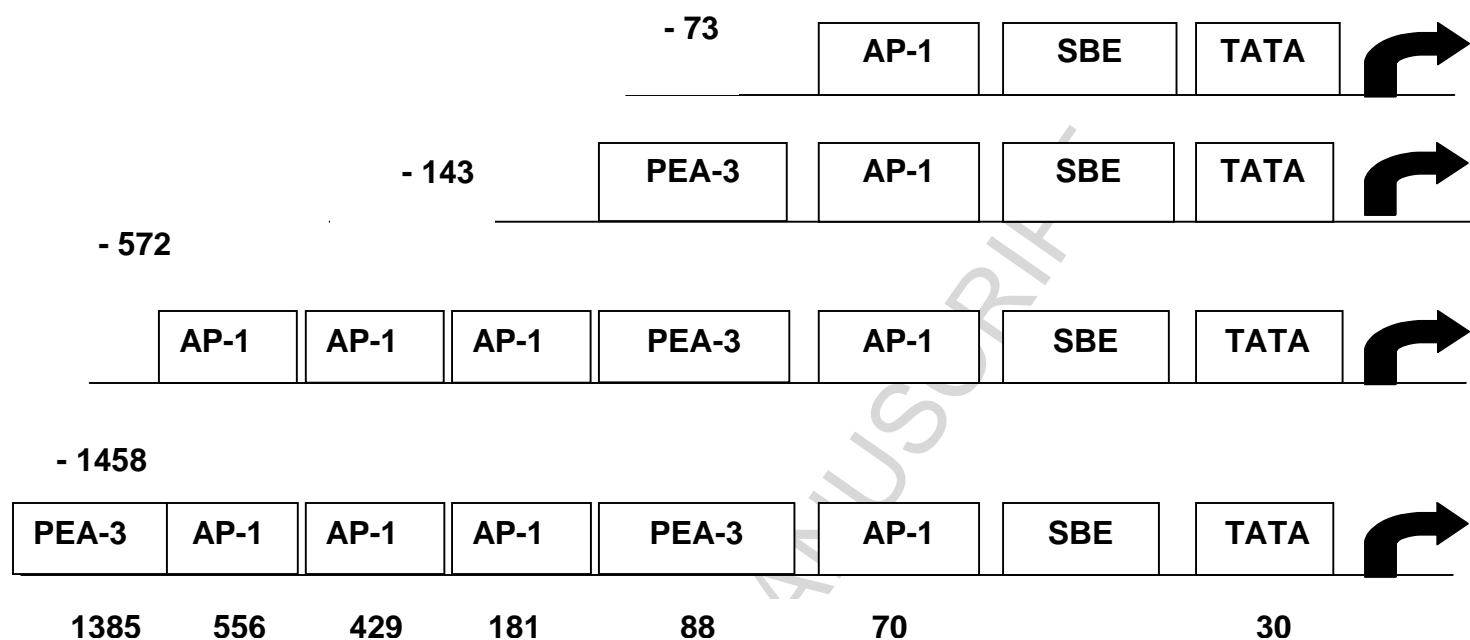 - 73
AP-1 SBE TATA
- 143
PEA-3 AP-1 SBE TATA
- 572
AP-1 AP-1 AP-1 PEA-3 AP-1 SBE TATA
- 1458
PEA-3 AP-1 AP-1 AP-1 PEA-3 AP-1 SBE TATA
1385 556 429 181 88 70 30